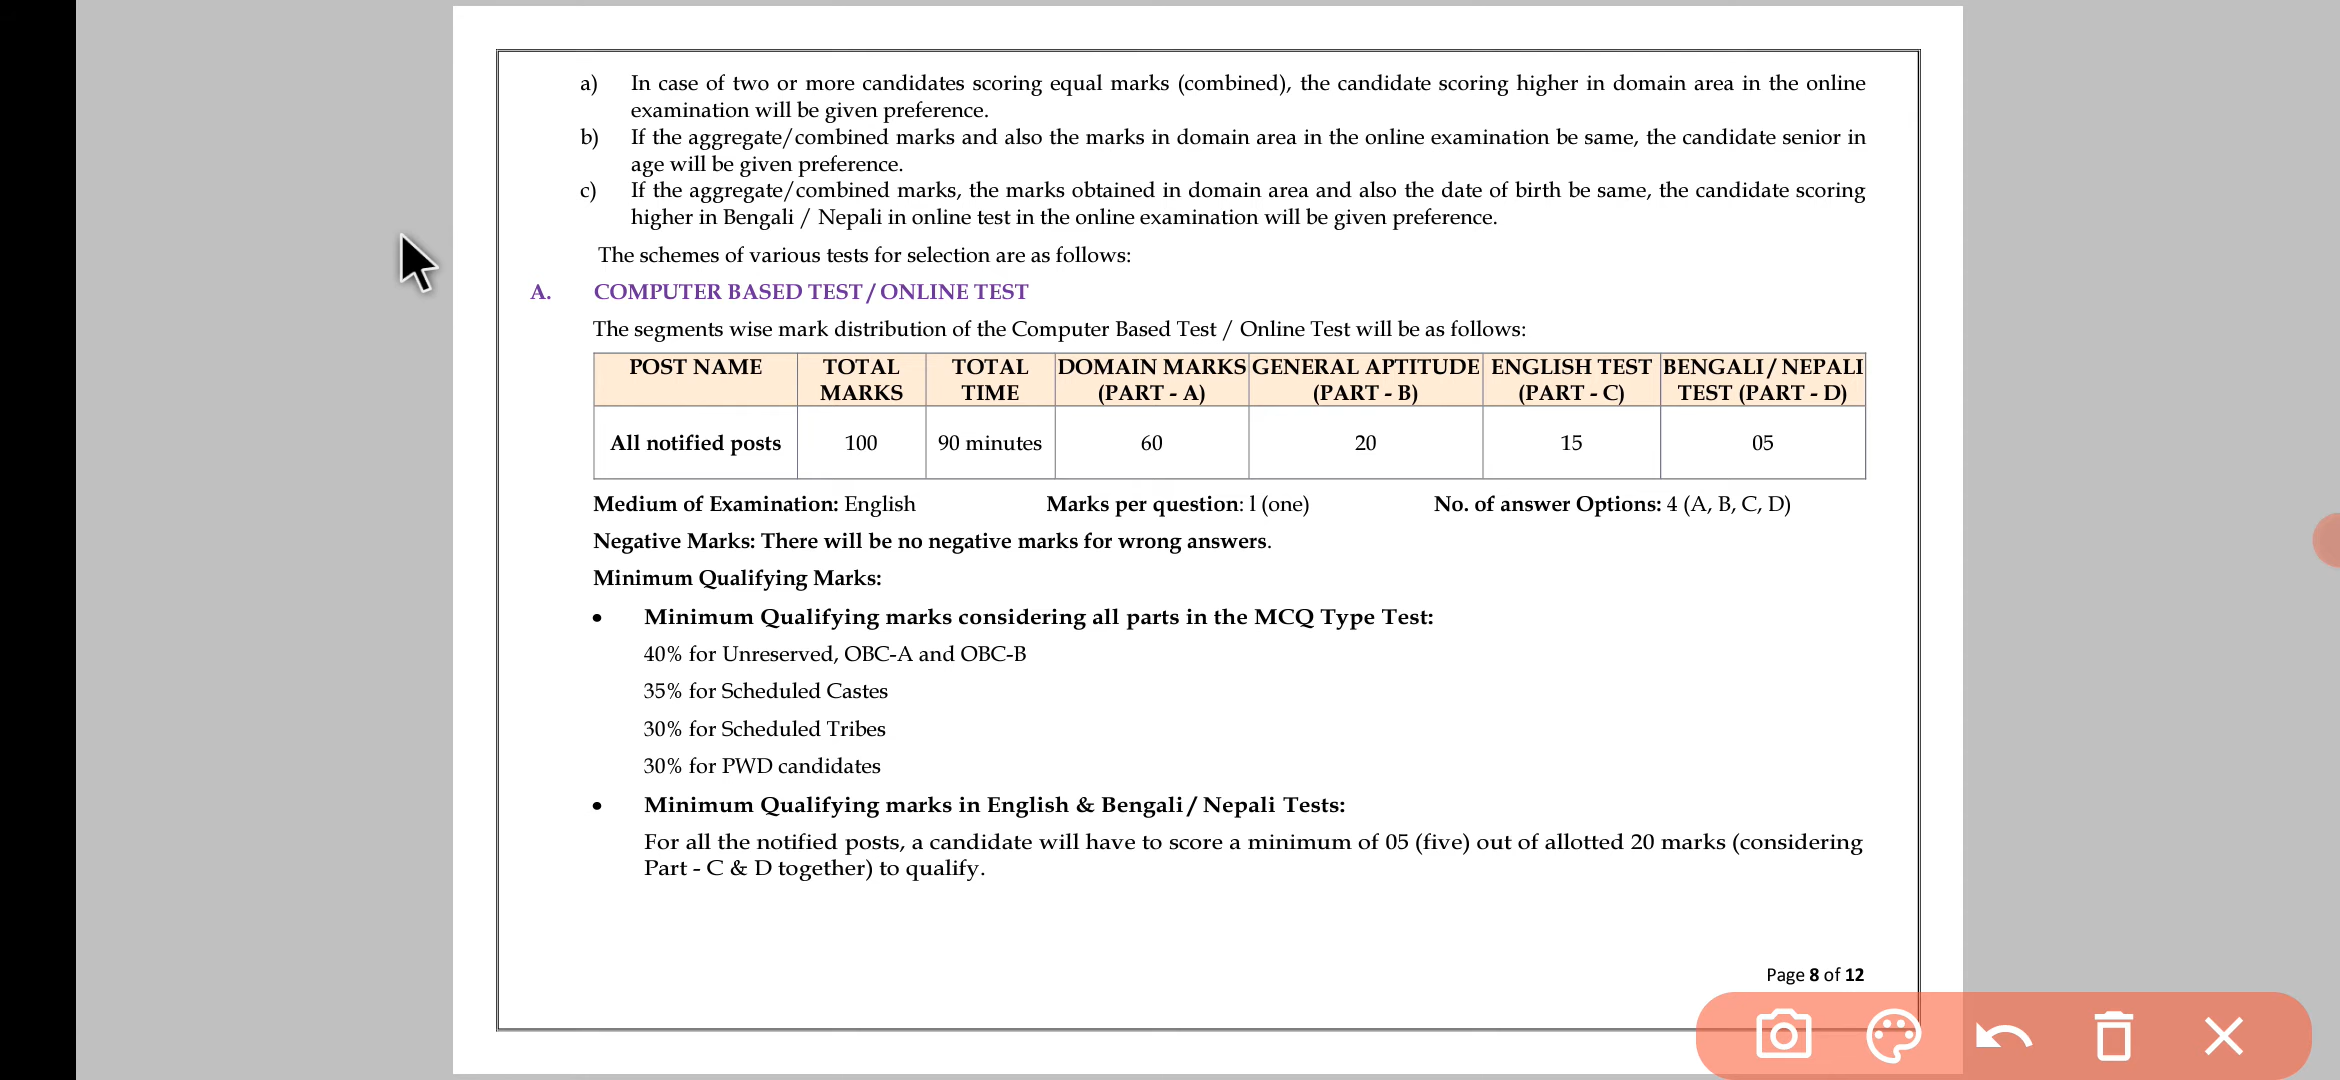 a) In case of two or more candidates scoring equal marks (combined), the candidate scoring higher in domain area in the online
examination will be given preference.
b) If the aggregate/combined marks and also the marks in domain area in the online examination be same, the candidate senior in
age will be given preference.
c) If the aggregate/combined marks, the marks obtained in domain area and also the date of birth be same, the candidate scoring
higher in Bengali / Nepali in online test in the online examination will be given preference.
The schemes of various tests for selection are as follows:
A. COMPUTER BASED TEST / ONLINE TEST
The segments wise mark distribution of the Computer Based Test / Online Test will be as follows:
POST NAME TOTAL TOTAL DOMAIN MARKS GENERAL APTITUDE ENGLISH TEST BENGALI / NEPALI
MARKS TIME (PART - A) (PART - B) (PART - C) TEST (PART - D)
All notified posts 100 90 minutes 60 20 15 05
Medium of Examination: English Marks per question: 1 (one) No. of answer Options: 4 (A, B, C, D)
Negative Marks: There will be no negative marks for wrong answers.
Minimum Qualifying Marks:
• Minimum Qualifying marks considering all parts in the MCQ Type Test:
40% for Unreserved, OBC-A and OBC-B
35% for Scheduled Castes
30% for Scheduled Tribes
30% for PWD candidates
• Minimum Qualifying marks in English & Bengali / Nepali Tests:
For all the notified posts, a candidate will have to score a minimum of 05 (five) out of allotted 20 marks (considering
Part - C & D together) to qualify.
Page 8 of 12